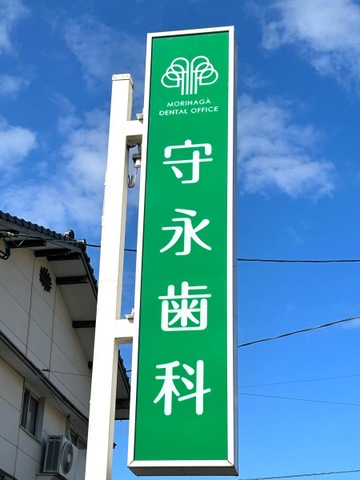 MORINAGA
DENTAL OFFICE
守永歯科